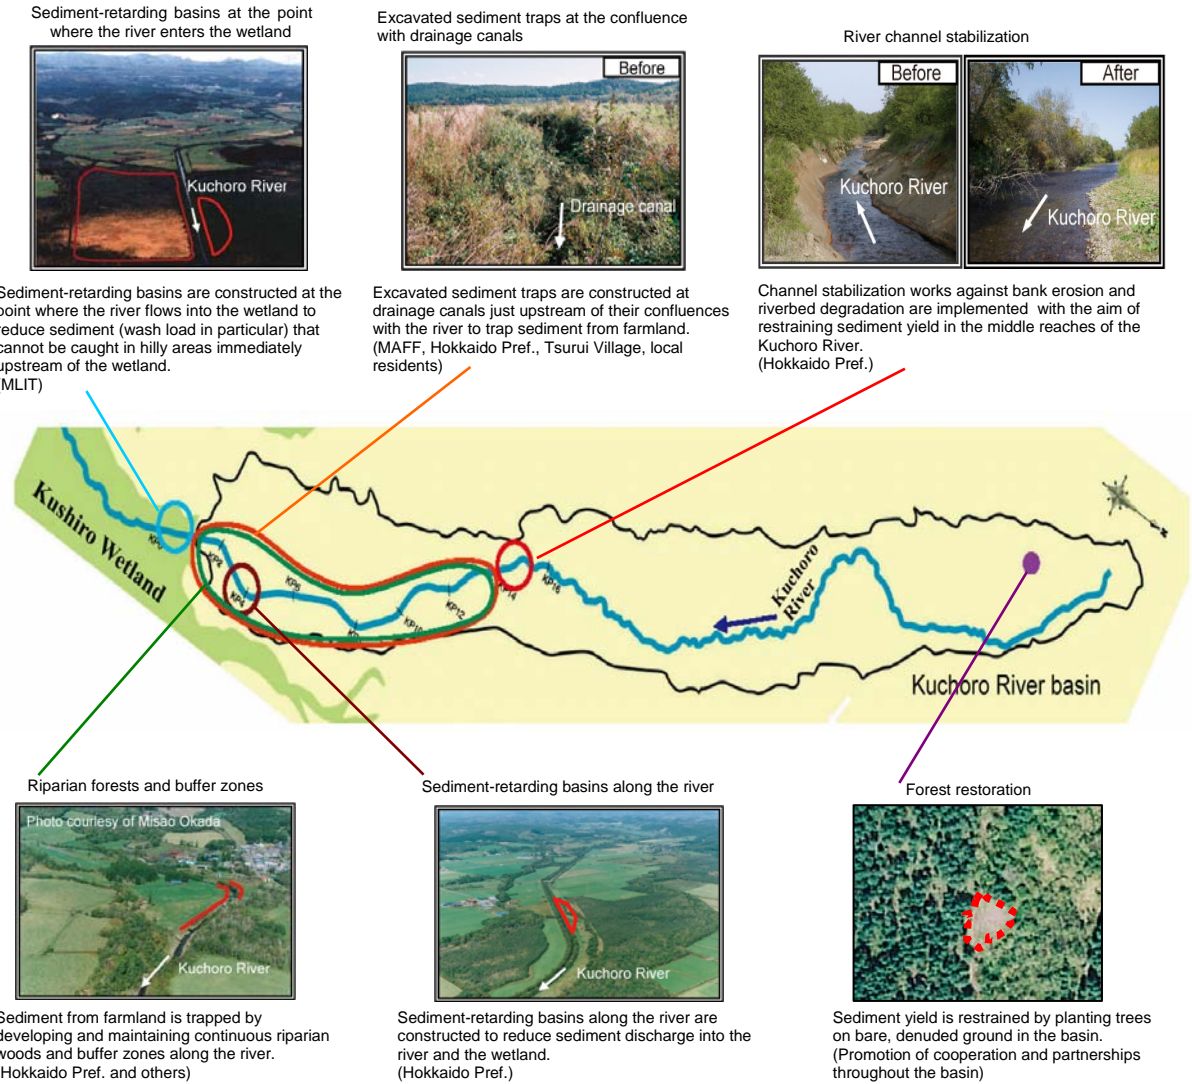 Sediment-retarding basins at the point
where the river enters the wetland
Kuchoro River
Sediment-retarding basins are constructed at the
point where the river flows into the wetland to
reduce sediment (wash load in particular) that
cannot be caught in hilly areas immediately
upstream of the wetland.
(MLIT)
Excavated sediment traps at the confluence
with drainage canals
Before
Drainage canal
Excavated sediment traps are constructed at
drainage canals just upstream of their confluences
with the river to trap sediment from farmland.
(MAFF, Hokkaido Pref., Tsurui Village, local
residents)
River channel stabilization
Before
Kuchoro River
After
Kuchoro River
Channel stabilization works against bank erosion and
riverbed degradation are implemented with the aim of
restraining sediment yield in the middle reaches of the
Kuchoro River.
(Hokkaido Pref.)
Kushiro Wetland
KP4
KP6
KP12
KP14
KP16
Kuchoro
River
Kuchoro River basin
Riparian forests and buffer zones
Photo courtesy of Misao Okada
Kuchoro River
Sediment from farmland is trapped by
developing and maintaining continuous riparian
woods and buffer zones along the river.
(Hokkaido Pref. and others)
Sediment-retarding basins along the river
Kuchoro River
Sediment-retarding basins along the river are
constructed to reduce sediment discharge into the
river and the wetland.
(Hokkaido Pref.)
Forest restoration
Sediment yield is restrained by planting trees
on bare, denuded ground in the basin.
(Promotion of cooperation and partnerships
throughout the basin)